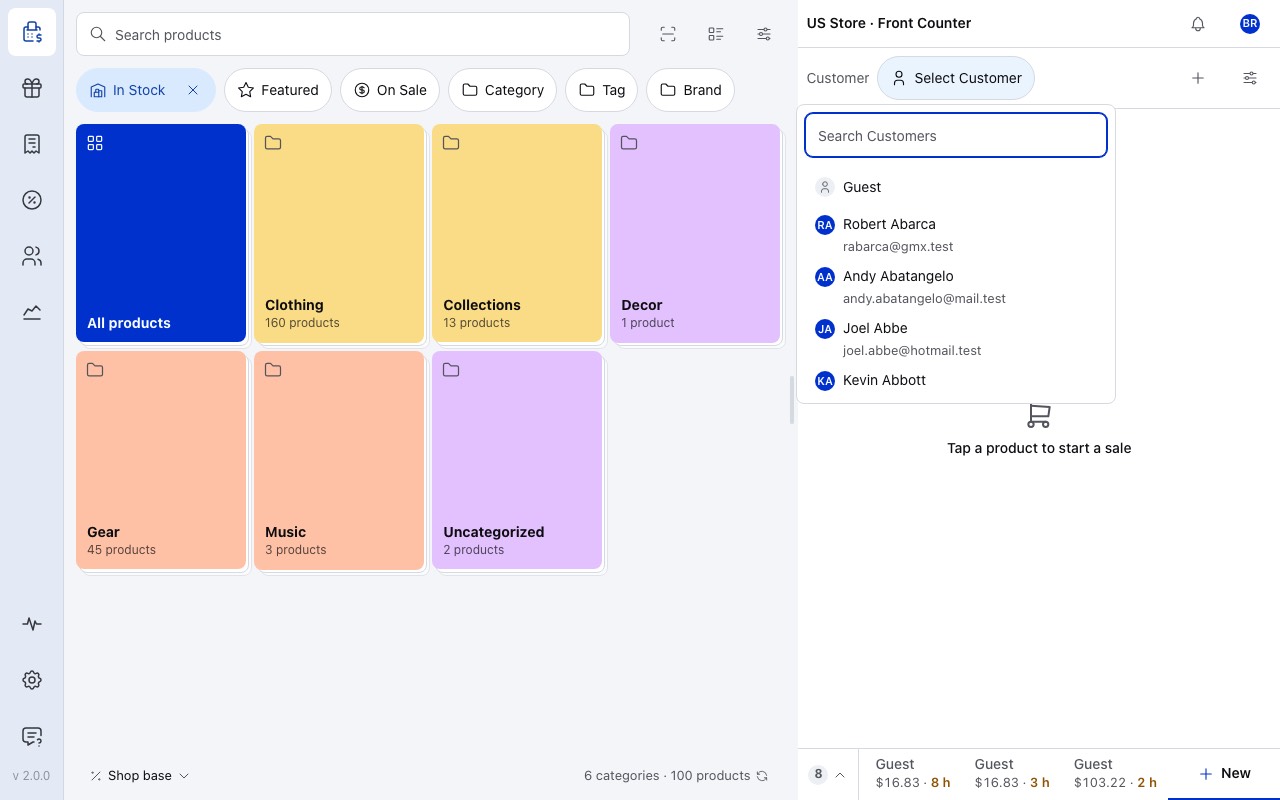 Search products
In Stock
Featured
On Sale
Category
Tag
Brand
All products
Clothing
160 products
Collections
13 products
Decor
1 product
Gear
45 products
Music
3 products
Uncategorized
2 products
Shop base
6 categories · 100 products
v 2.0.0
US Store · Front Counter
BR
Customer
Select Customer
Search Customers
Guest
RA
Robert Abarca
rabarca@gmx.test
AA
Andy Abatangelo
andy.abatangelo@mail.test
JA
Joel Abbe
joel.abbe@hotmail.test
KA
Kevin Abbott
Tap a product to start a sale
8
Guest
$16.83 · 8 h
Guest
$16.83 · 3 h
Guest
$103.22 · 2 h
New